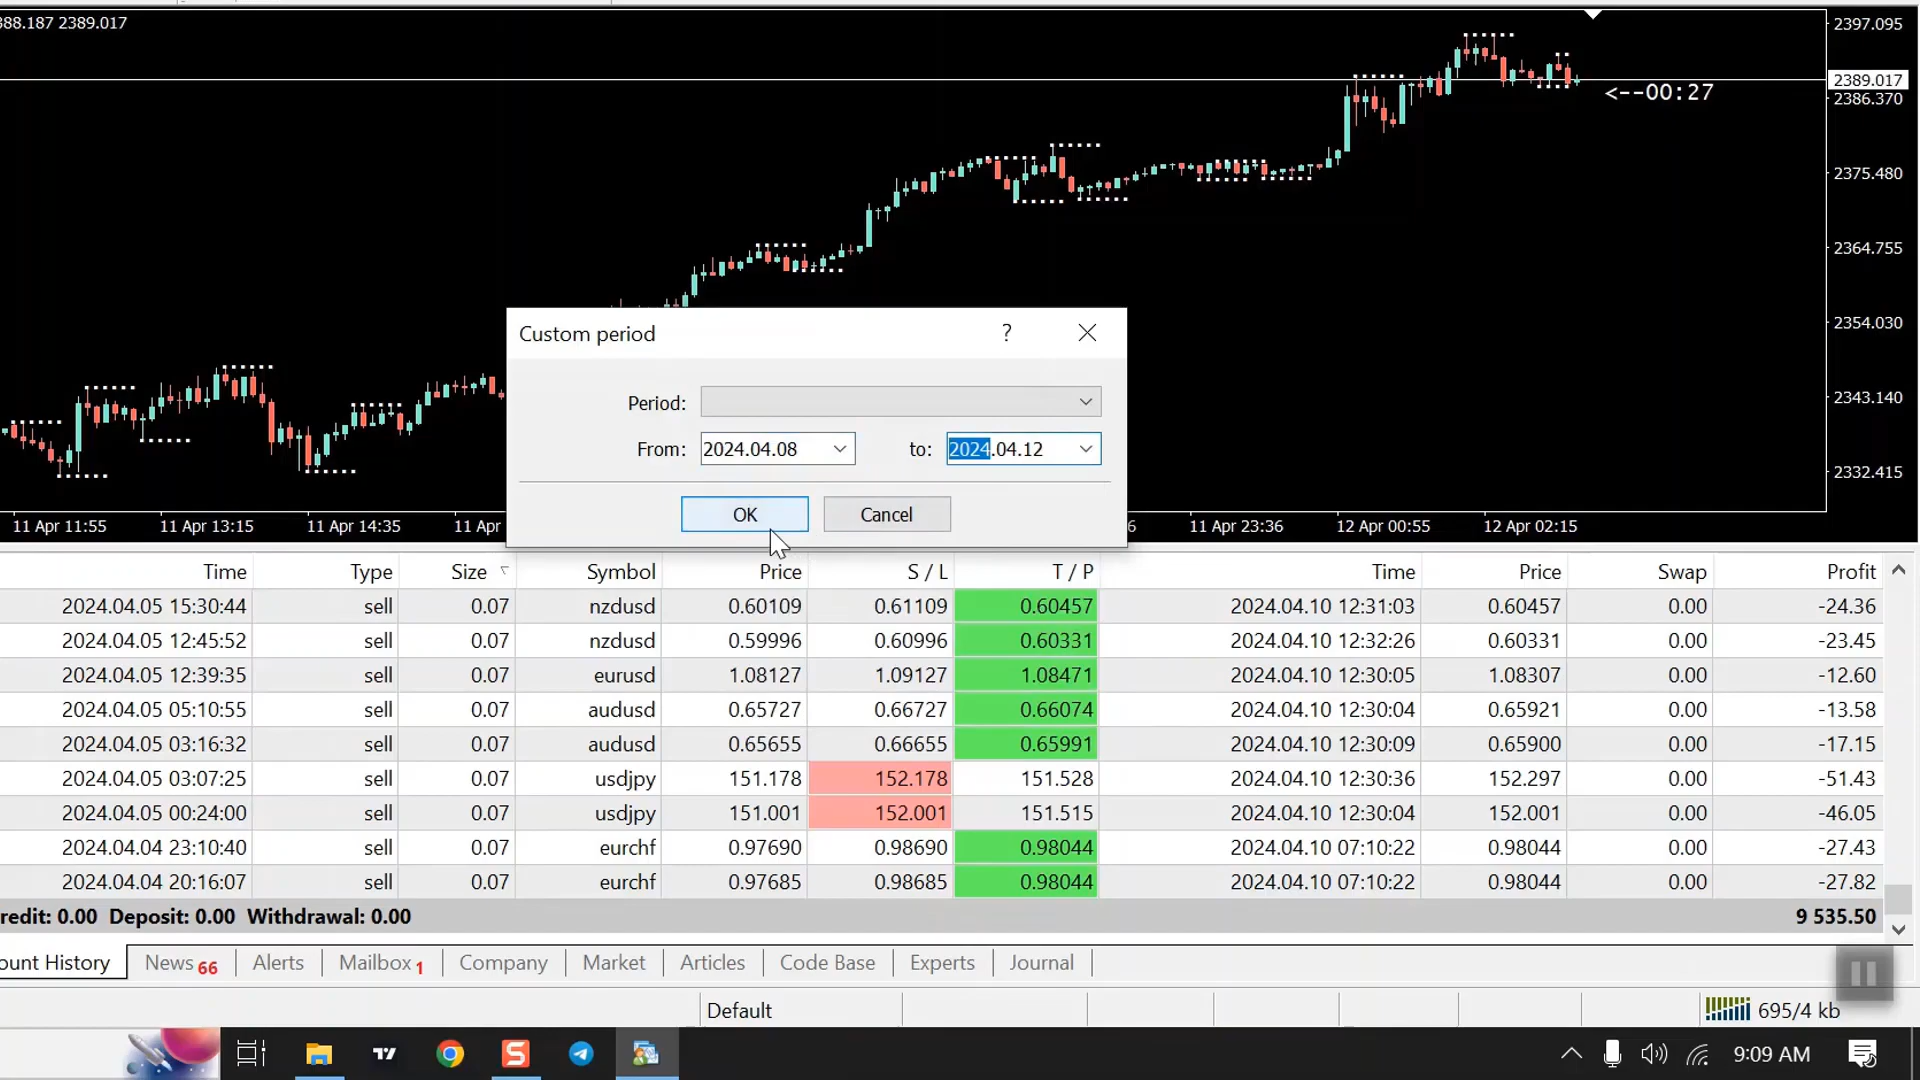 388.187 2389.017
2397.095
2389.017
<--00:27
2386.370
2375.480
2364.755
2354.030
2343.140
2332.415
Custom period
?
Period:
From: 2024.04.08 to: 2024.04.12
OK Cancel
11 Apr 11:55 11 Apr 13:15 11 Apr 14:35 11 Apr 6 11 Apr 23:36 12 Apr 00:55 12 Apr 02:15
Time Type Size Symbol Price S / L T / P Time Price Swap Profit
2024.04.05 15:30:44 sell 0.07 nzdusd 0.60109 0.61109 0.60457 2024.04.10 12:31:03 0.60457 0.00 -24.36
2024.04.05 12:45:52 sell 0.07 nzdusd 0.59996 0.60996 0.60331 2024.04.10 12:32:26 0.60331 0.00 -23.45
2024.04.05 12:39:35 sell 0.07 eurusd 1.08127 1.09127 1.08471 2024.04.10 12:30:05 1.08307 0.00 -12.60
2024.04.05 05:10:55 sell 0.07 audusd 0.65727 0.66727 0.66074 2024.04.10 12:30:04 0.65921 0.00 -13.58
2024.04.05 03:16:32 sell 0.07 audusd 0.65655 0.66655 0.65991 2024.04.10 12:30:09 0.65900 0.00 -17.15
2024.04.05 03:07:25 sell 0.07 usdjpy 151.178 152.178 151.528 2024.04.10 12:30:36 152.297 0.00 -51.43
2024.04.05 00:24:00 sell 0.07 usdjpy 151.001 152.001 151.515 2024.04.10 12:30:04 152.001 0.00 -46.05
2024.04.04 23:10:40 sell 0.07 eurchf 0.97690 0.98690 0.98044 2024.04.10 07:10:22 0.98044 0.00 -27.43
2024.04.04 20:16:07 sell 0.07 eurchf 0.97685 0.98685 0.98044 2024.04.10 07:10:22 0.98044 0.00 -27.82
redit: 0.00 Deposit: 0.00 Withdrawal: 0.00 9 535.50
ount History News 66 Alerts Mailbox 1 Company Market Articles Code Base Experts Journal
Default 695/4 kb
S 9:09 AM